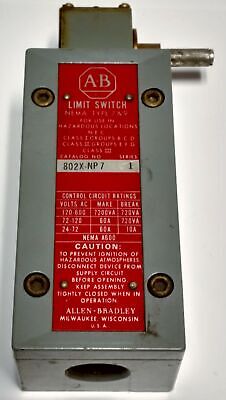 AB
LIMIT SWITCH
NEMA TYPE 7&9
FOR USE IN
HAZARDOUS LOCATIONS
N.E.C.
CLASS I GROUPS B C D
CLASS II GROUPS E F G
CLASS III
CATALOG NO SERIES
802X-NP7 1
CONTROL CIRCUIT RATINGS
VOLTS AC MAKE BREAK
120-600 7200VA 720VA
72-120 60A 720VA
24-72 60A 10A
NEMA A600
CAUTION:
TO PREVENT IGNITION OF
HAZARDOUS ATMOSPHERES
DISCONNECT DEVICE FROM
SUPPLY CIRCUIT
BEFORE OPENING.
KEEP ASSEMBLY
TIGHTLY CLOSED WHEN IN
OPERATION
ALLEN-BRADLEY
MILWAUKEE, WISCONSIN
U.S.A.